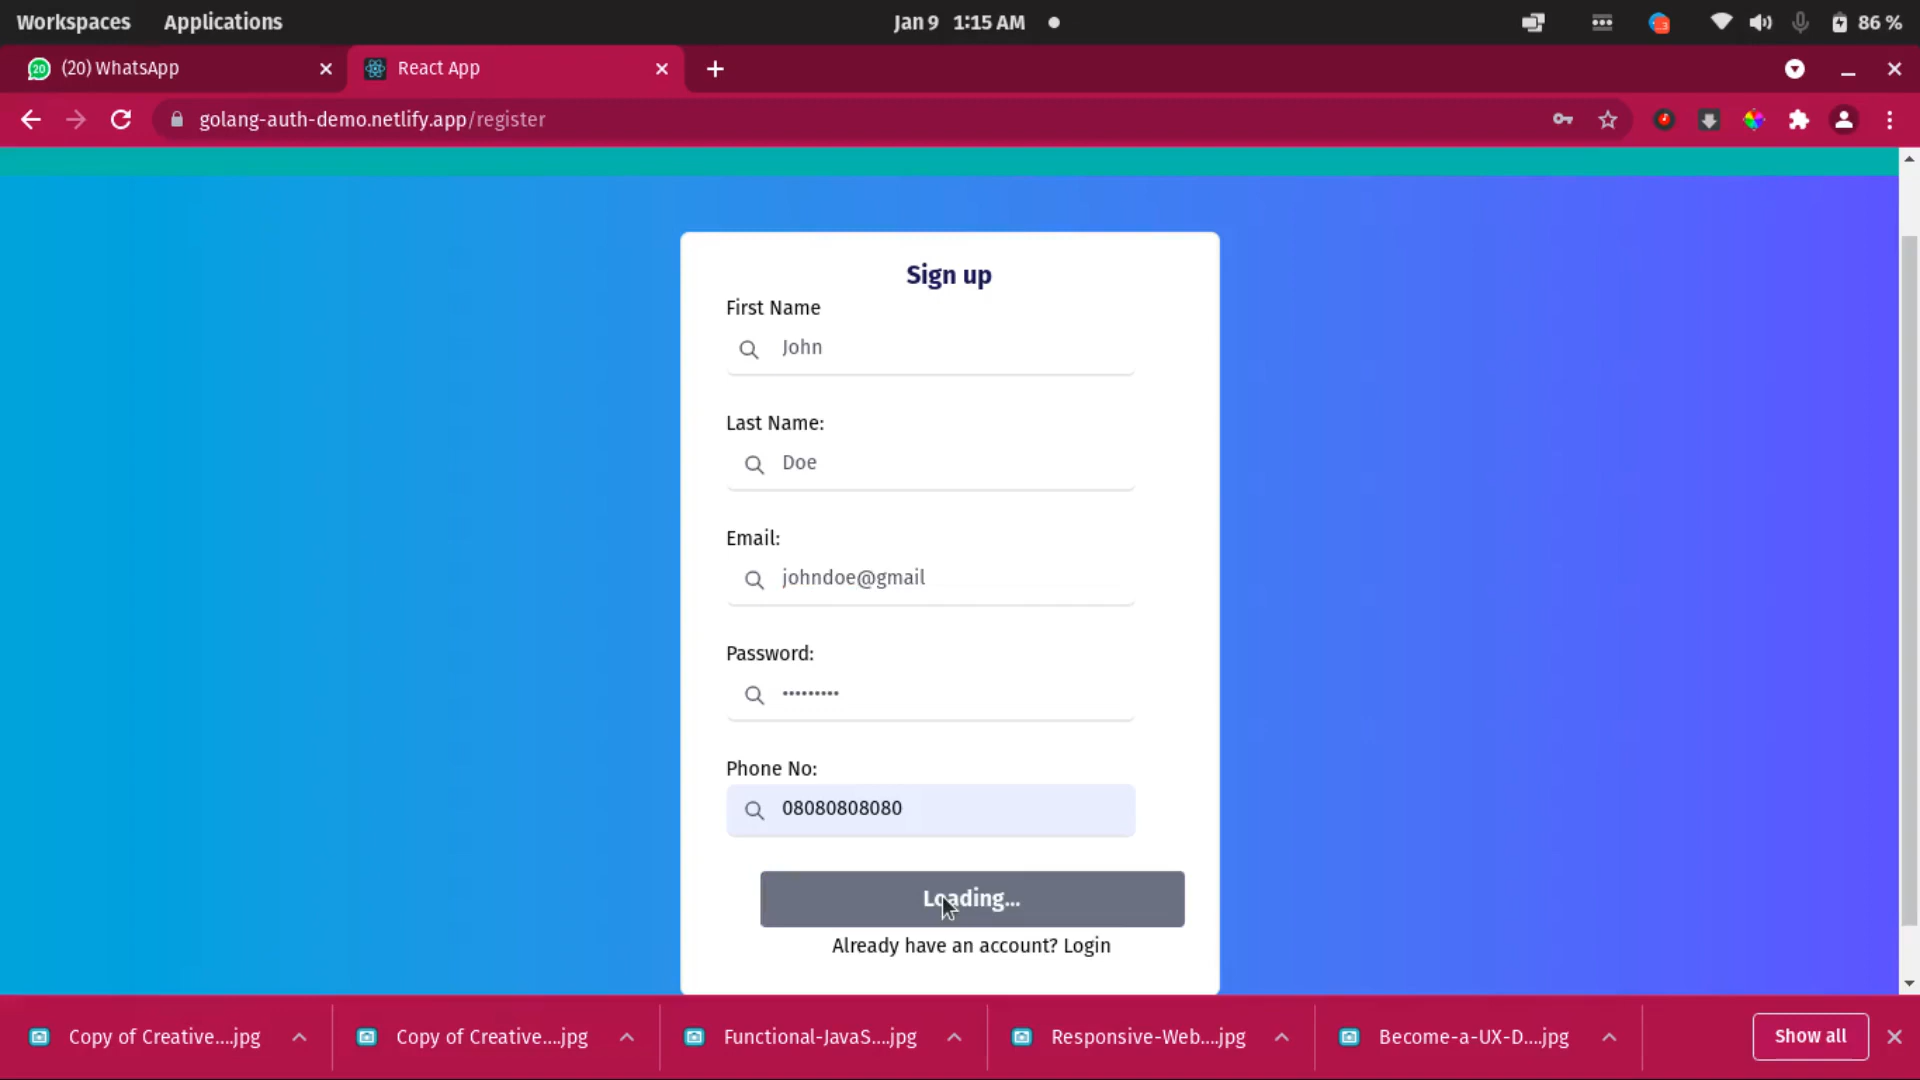 Workspaces Applications Jan 9 1:15 AM 86 %
20 (20) WhatsApp React App
golang-auth-demo.netlify.app/register
Sign up
First Name
John
Last Name:
Doe
Email:
johndoe@gmail
Password:
•••••••••
Phone No:
08080808080
Loading...
Already have an account? Login
Copy of Creative....jpg Copy of Creative....jpg Functional-JavaS....jpg Responsive-Web....jpg Become-a-UX-D....jpg Show all